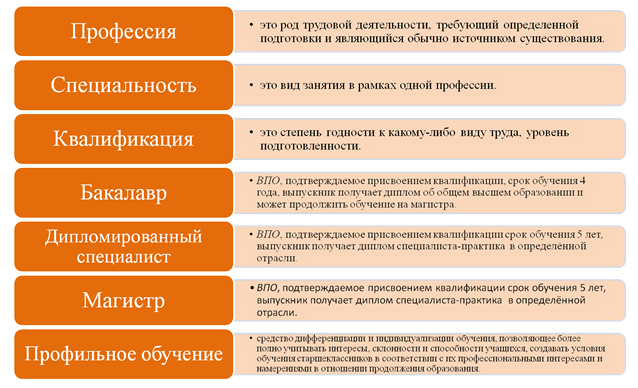 Профессия
• это род трудовой деятельности, требующий определенной
подготовки и являющийся обычно источником существования.
Специальность
• это вид занятия в рамках одной профессии.
Квалификация
• это степень годности к какому-либо виду труда, уровень
подготовленности.
Бакалавр
• ВПО, подтверждаемое присвоением квалификации, срок обучения 4
года, выпускник получает диплом об общем высшем образовании и
может продолжить обучение на магистра.
Дипломированный
специалист
• ВПО, подтверждаемое присвоением квалификации срок обучения 5 лет,
выпускник получает диплом специалиста-практика в определённой
отрасли.
Магистр
• ВПО, подтверждаемое присвоением квалификации срок обучения 5 лет,
выпускник получает диплом специалиста-практика в определённой
отрасли.
Профильное обучение
• средство дифференциации и индивидуализации обучения, позволяющее более
полно учитывать интересы, склонности и способности учащихся, создавать условия
обучения старшеклассников в соответствии с их профессиональными интересами и
намерениями в отношении продолжения образования.